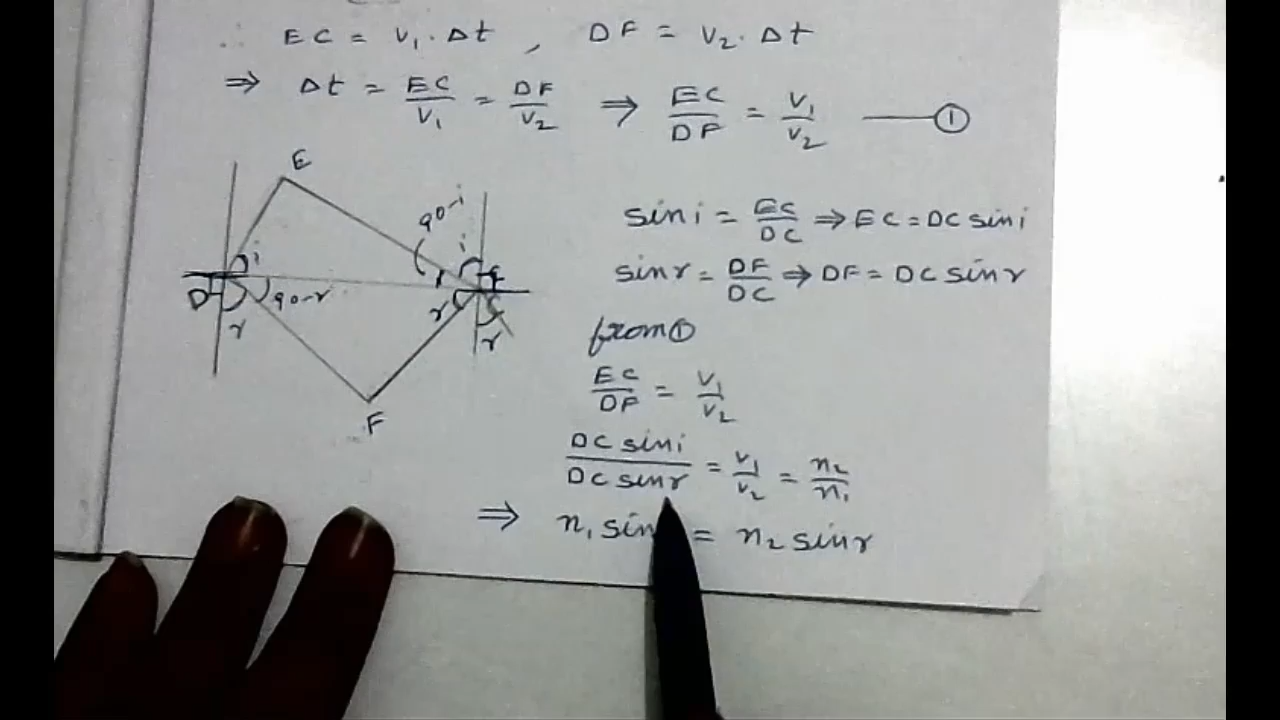 ∴ EC = V₁·Δt , DF = V₂·Δt
⇒ Δt = EC/V₁ = DF/V₂ ⇒ EC/DF = V₁/V₂ —— ①
E
90-i
i
i
D
90-r
r
r
r
F
sin i = EC/DC ⇒ EC = DC sin i
sin r = DF/DC ⇒ DF = DC sin r
from ①
EC/DF = V₁/V₂
DC sin i/DC sin r = V₁/V₂ = n₂/n₁
⇒ n₁ sin = n₂ sin r